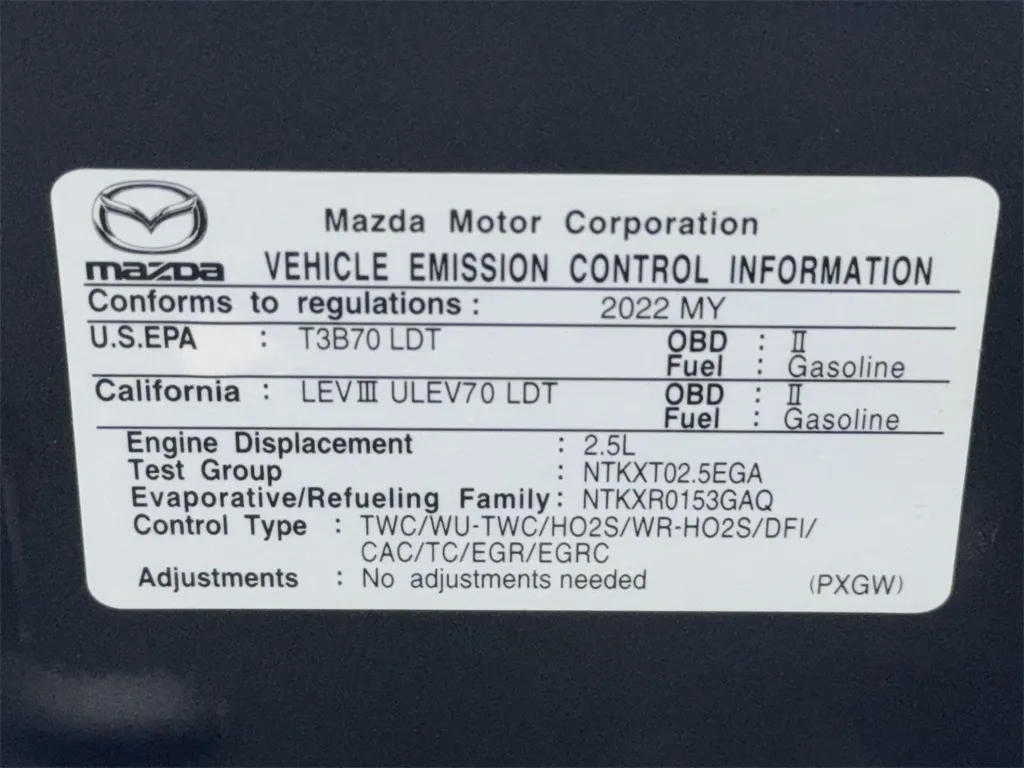 Mazda Motor Corporation
mazda VEHICLE EMISSION CONTROL INFORMATION
Conforms to regulations : 2022 MY
U.S.EPA : T3B70 LDT OBD : II
Fuel : Gasoline
California : LEV III ULEV70 LDT OBD : II
Fuel : Gasoline
Engine Displacement : 2.5L
Test Group : NTKXT02.5EGA
Evaporative/Refueling Family : NTKXR0153GAQ
Control Type : TWC/WU-TWC/HO2S/WR-HO2S/DFI/
CAC/TC/EGR/EGRC
Adjustments : No adjustments needed (PXGW)